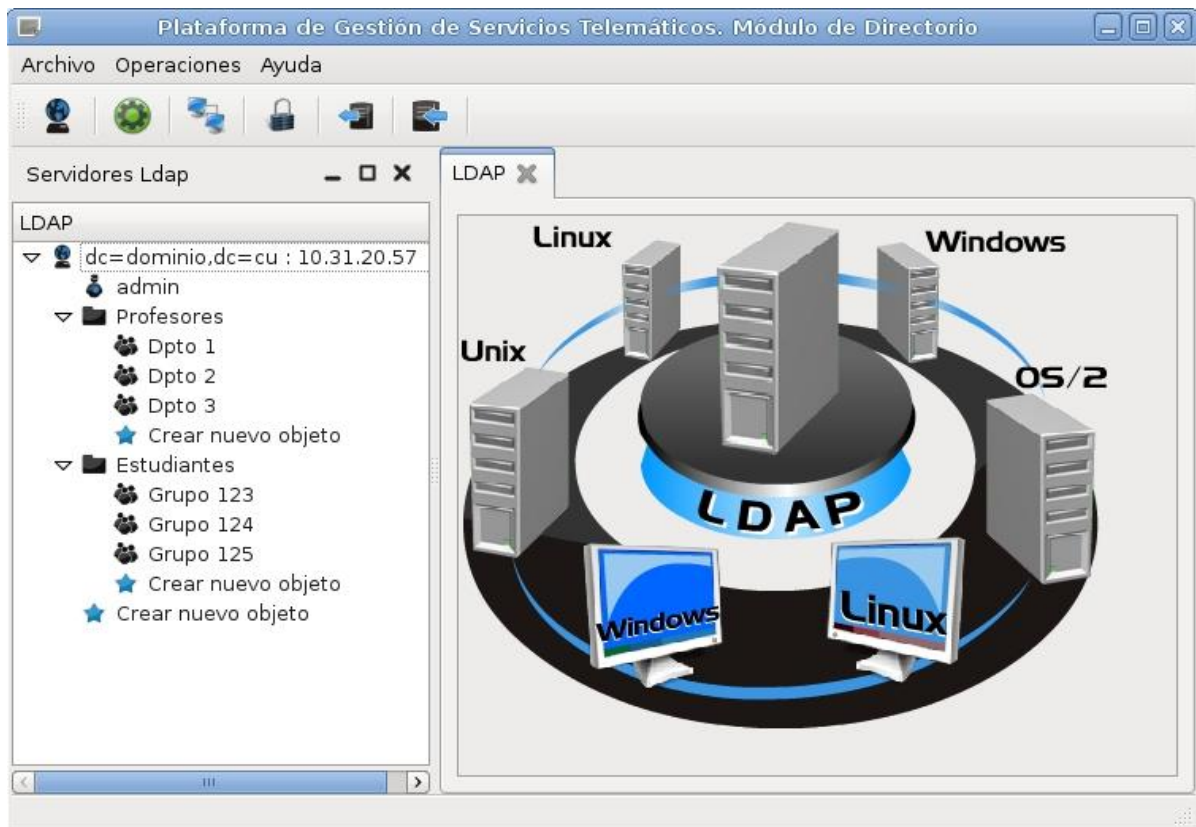 Plataforma de Gestión de Servicios Telemáticos. Módulo de Directorio
Archivo Operaciones Ayuda
Servidores Ldap
LDAP
LDAP
dc=dominio,dc=cu : 10.31.20.57
admin
Profesores
Dpto 1
Dpto 2
Dpto 3
Crear nuevo objeto
Estudiantes
Grupo 123
Grupo 124
Grupo 125
Crear nuevo objeto
Crear nuevo objeto
Linux
Windows
Unix
OS/2
LDAP
Windows
Linux